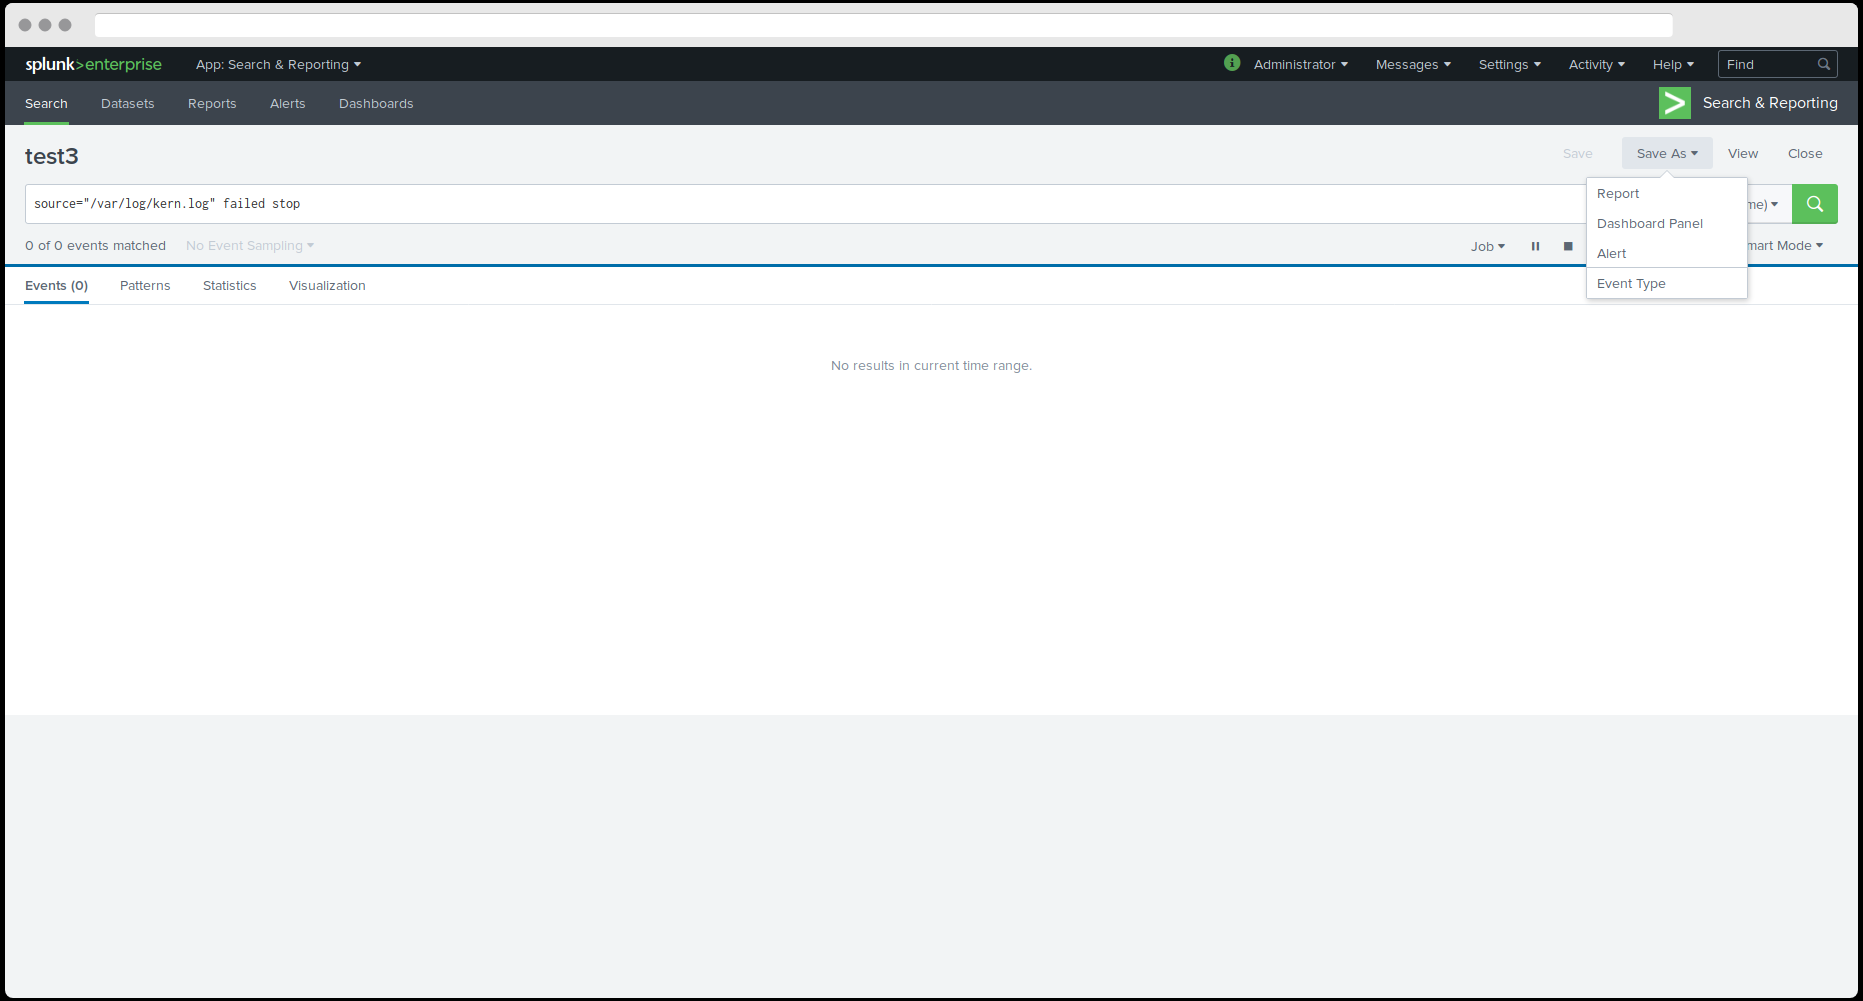 splunk>enterprise App: Search & Reporting Administrator Messages Settings Activity Help Find
Search Datasets Reports Alerts Dashboards Search & Reporting
test3 Save Save As View Close
source="/var/log/kern.log" failed stop me)
Report
Dashboard Panel
0 of 0 events matched No Event Sampling Job mart Mode
Alert
Events (0) Patterns Statistics Visualization
Event Type
No results in current time range.